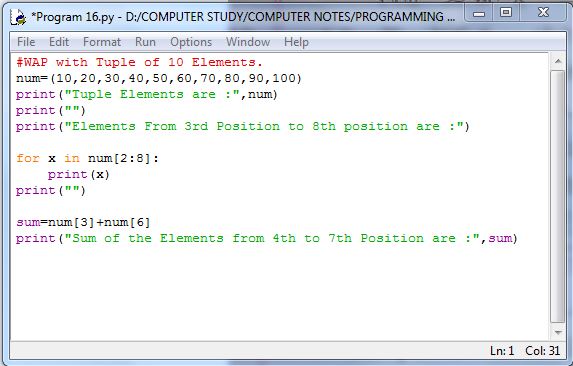 *Program 16.py - D:/COMPUTER STUDY/COMPUTER NOTES/PROGRAMMING ...
File Edit Format Run Options Window Help
#WAP with Tuple of 10 Elements.
num=(10,20,30,40,50,60,70,80,90,100)
print("Tuple Elements are :",num)
print("")
print("Elements From 3rd Position to 8th position are :")
for x in num[2:8]:
    print(x)
print("")
sum=num[3]+num[6]
print("Sum of the Elements from 4th to 7th Position are :",sum)
Ln: 1 Col: 31